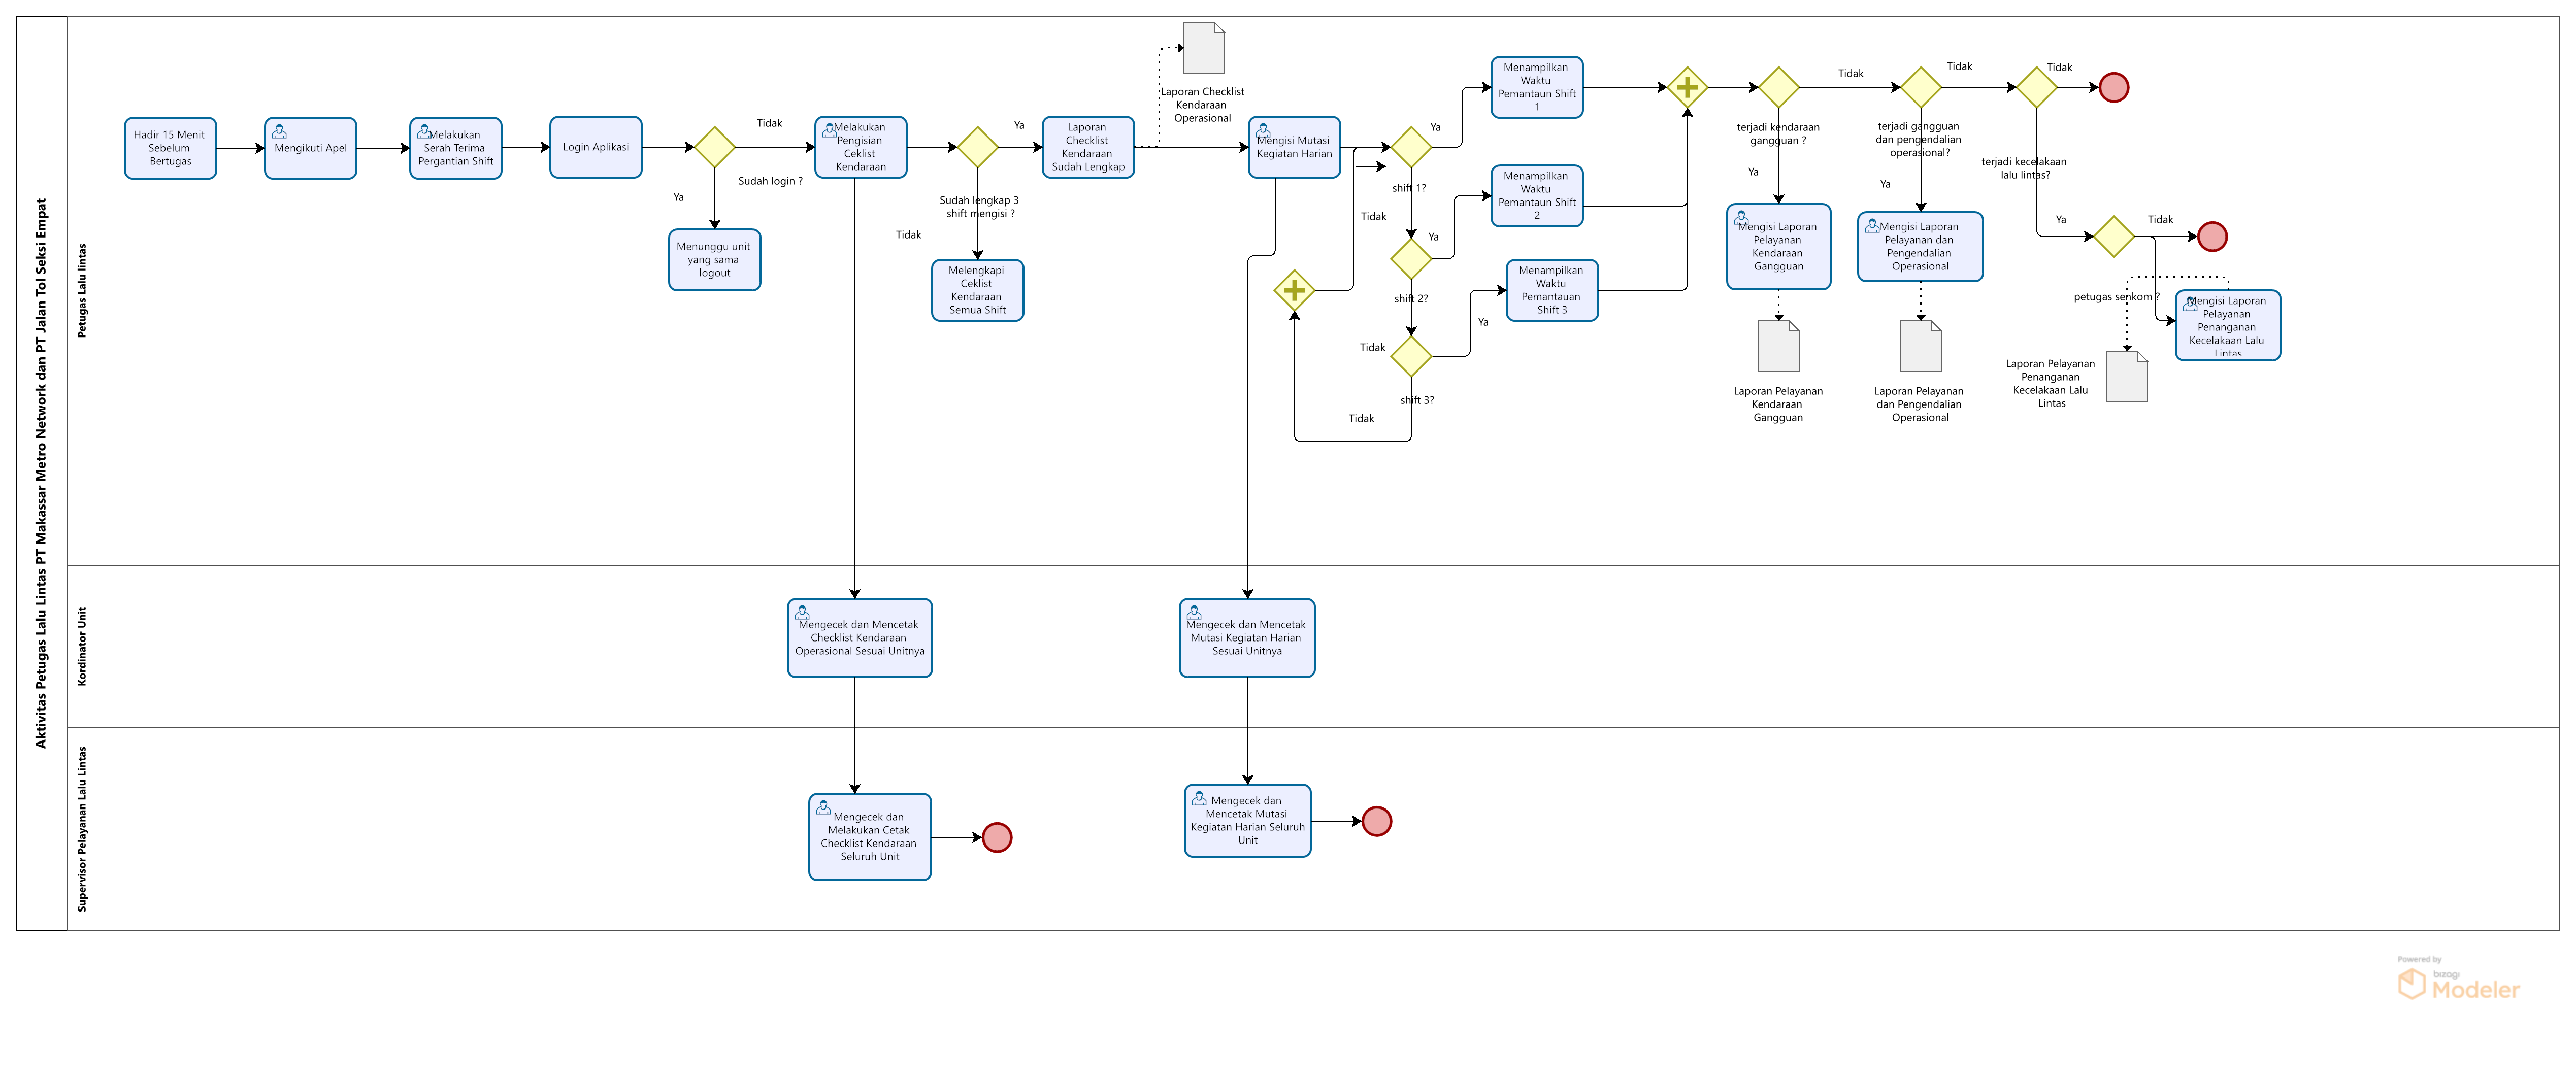 Aktivitas Petugas Lalu Lintas PT Makassar Metro Network dan PT Jalan Tol Seksi Empat
Petugas Lalu lintas
Hadir 15 Menit
Sebelum
Bertugas
Mengikuti Apel
Melakukan
Serah Terima
Pergantian Shift
Login Aplikasi
Tidak
Sudah login ?
Ya
Menunggu unit
yang sama
logout
Melakukan
Pengisian
Ceklist
Kendaraan
Ya
Sudah lengkap 3
shift mengisi ?
Tidak
Melengkapi
Ceklist
Kendaraan
Semua Shift
Laporan
Checklist
Kendaraan
Sudah Lengkap
Laporan Checklist
Kendaraan
Operasional
Mengisi Mutasi
Kegiatan Harian
Ya
shift 1?
Tidak
Ya
shift 2?
Tidak
Ya
shift 3?
Tidak
Menampilkan
Waktu
Pemantaun Shift
1
Menampilkan
Waktu
Pemantaun Shift
2
Menampilkan
Waktu
Pemantauan
Shift 3
terjadi kendaraan
gangguan ?
Tidak
Ya
Mengisi Laporan
Pelayanan
Kendaraan
Gangguan
Laporan Pelayanan
Kendaraan
Gangguan
terjadi gangguan
dan pengendalian
operasional?
Tidak
Ya
Mengisi Laporan
Pelayanan dan
Pengendalian
Operasional
Laporan Pelayanan
dan Pengendalian
Operasional
terjadi kecelakaan
lalu lintas?
Tidak
Ya
Tidak
petugas senkom ?
Mengisi Laporan
Pelayanan
Penanganan
Kecelakaan Lalu
Lintas
Laporan Pelayanan
Penanganan
Kecelakaan Lalu
Lintas
Kordinator Unit
Mengecek dan Mencetak
Checklist Kendaraan
Operasional Sesuai Unitnya
Mengecek dan Mencetak
Mutasi Kegiatan Harian
Sesuai Unitnya
Supervisor Pelayanan Lalu Lintas
Mengecek dan
Melakukan Cetak
Checklist Kendaraan
Seluruh Unit
Mengecek dan
Mencetak Mutasi
Kegiatan Harian Seluruh
Unit
Powered by
bizagi
Modeler